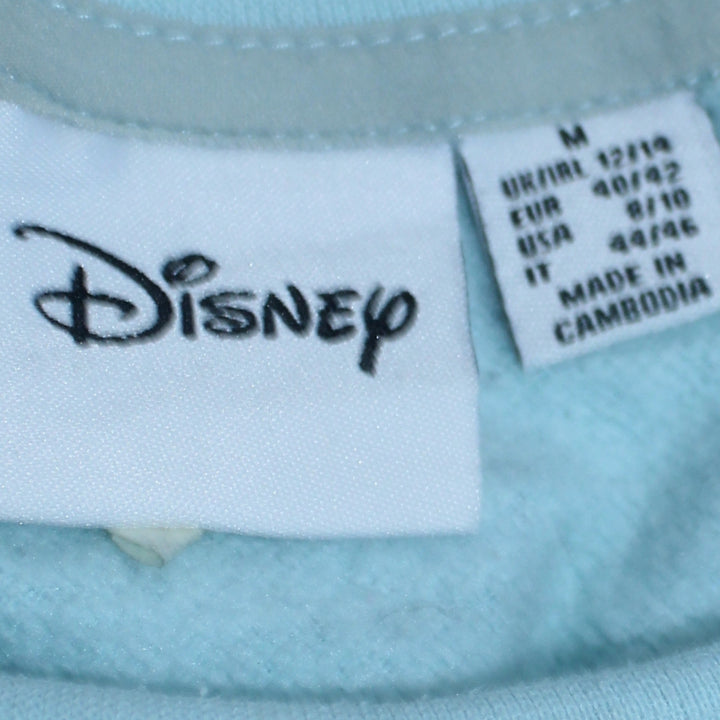 Disney
M
UK/IRL 12/14
EUR 40/42
USA 8/10
IT 44/46
MADE IN
CAMBODIA